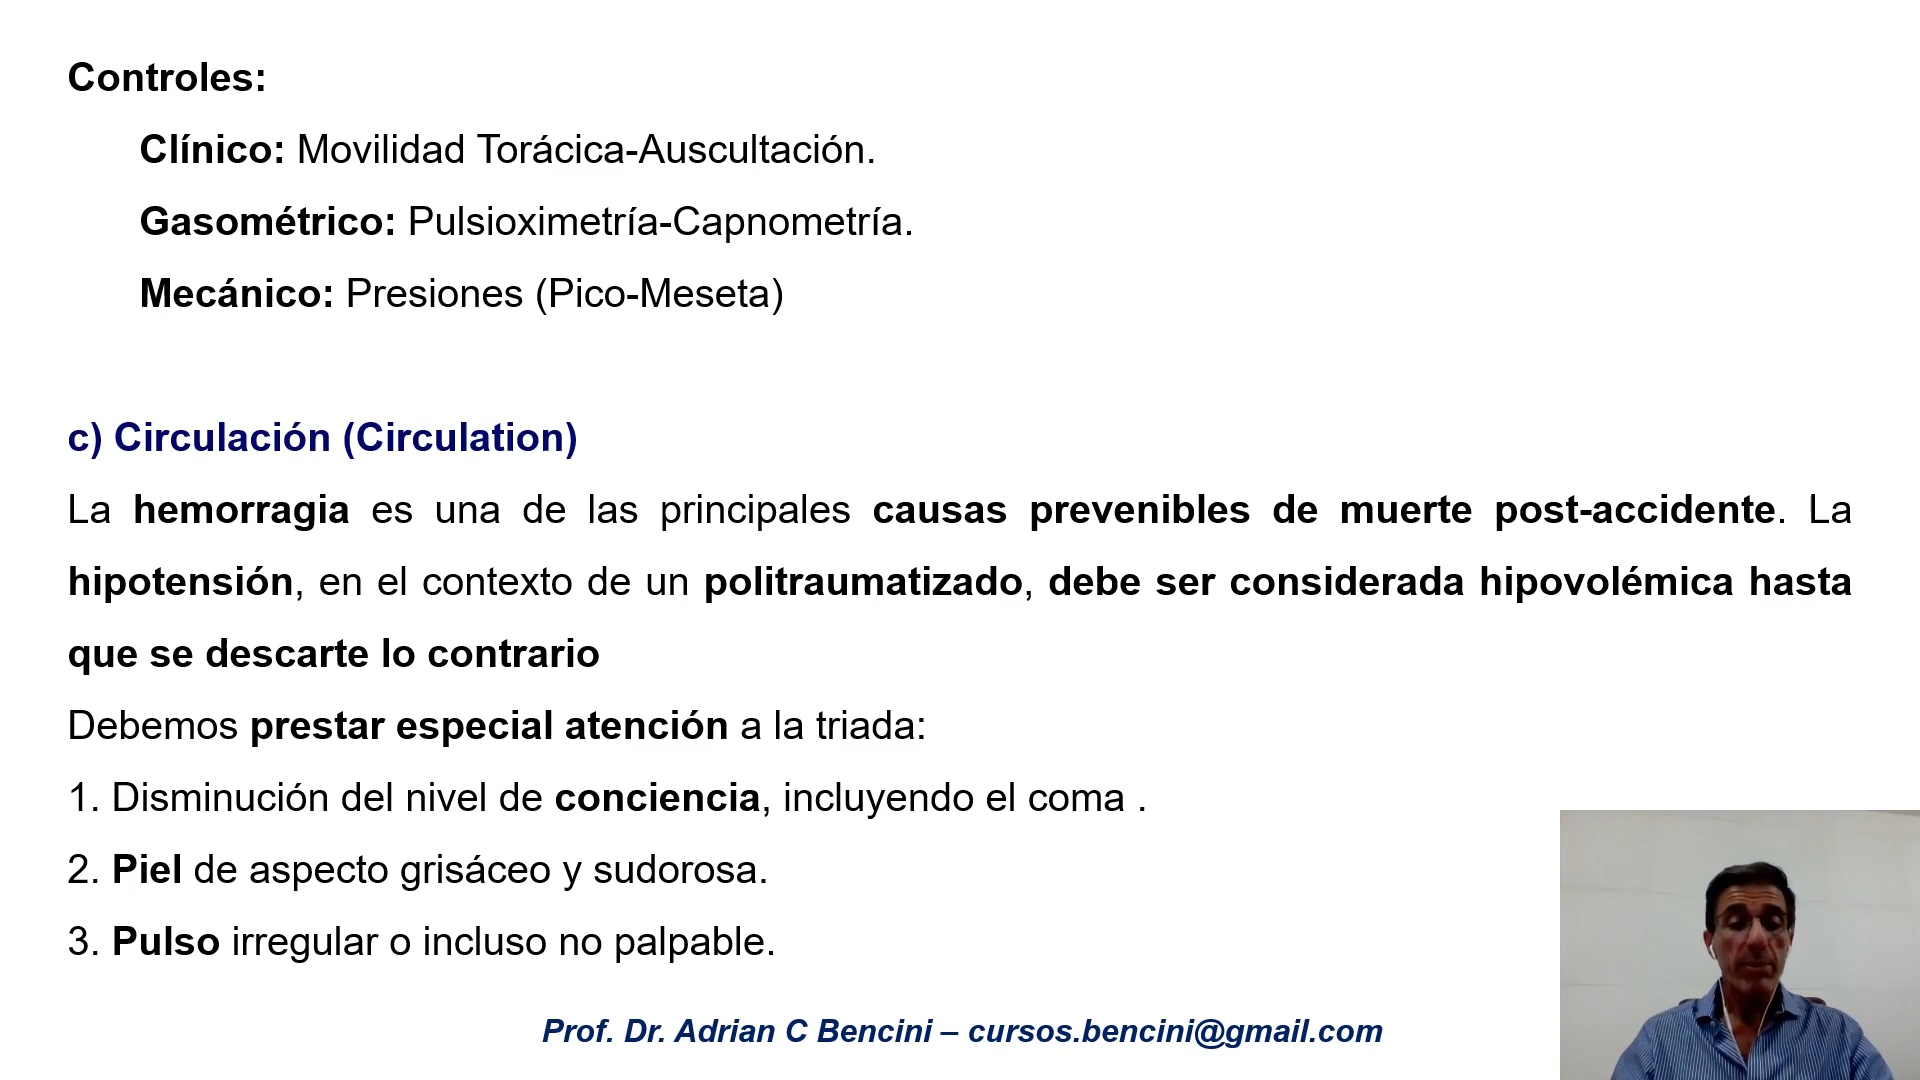 Controles:
Clínico: Movilidad Torácica-Auscultación.
Gasométrico: Pulsioximetría-Capnometría.
Mecánico: Presiones (Pico-Meseta)
c) Circulación (Circulation)
La hemorragia es una de las principales causas prevenibles de muerte post-accidente. La
hipotensión, en el contexto de un politraumatizado, debe ser considerada hipovolémica hasta
que se descarte lo contrario
Debemos prestar especial atención a la triada:
1. Disminución del nivel de conciencia, incluyendo el coma .
2. Piel de aspecto grisáceo y sudorosa.
3. Pulso irregular o incluso no palpable.
Prof. Dr. Adrian C Bencini – cursos.bencini@gmail.com